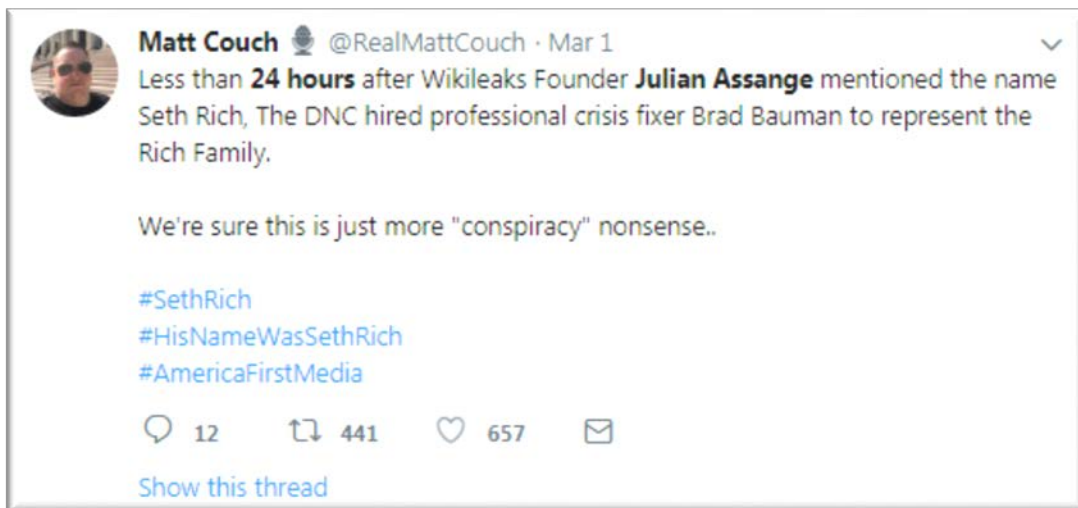 Matt Couch 🎙 @RealMattCouch · Mar 1
Less than 24 hours after Wikileaks Founder Julian Assange mentioned the name
Seth Rich, The DNC hired professional crisis fixer Brad Bauman to represent the
Rich Family.
We're sure this is just more "conspiracy" nonsense..
#SethRich
#HisNameWasSethRich
#AmericaFirstMedia
12 441 657
Show this thread